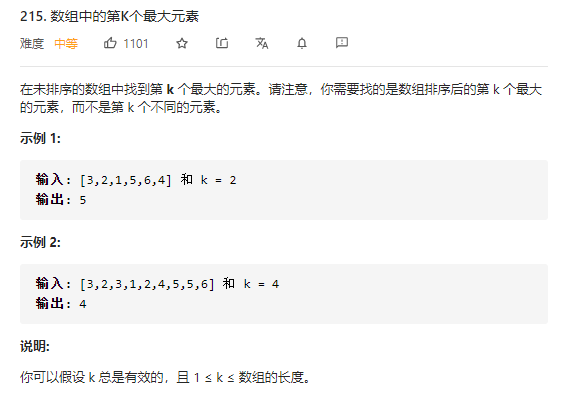 215. 数组中的第K个最大元素
难度 中等 1101
在未排序的数组中找到第 k 个最大的元素。请注意，你需要找的是数组排序后的第 k 个最大
的元素，而不是第 k 个不同的元素。
示例 1:
输入: [3,2,1,5,6,4] 和 k = 2
输出: 5
示例 2:
输入: [3,2,3,1,2,4,5,5,6] 和 k = 4
输出: 4
说明:
你可以假设 k 总是有效的，且 1 ≤ k ≤ 数组的长度。